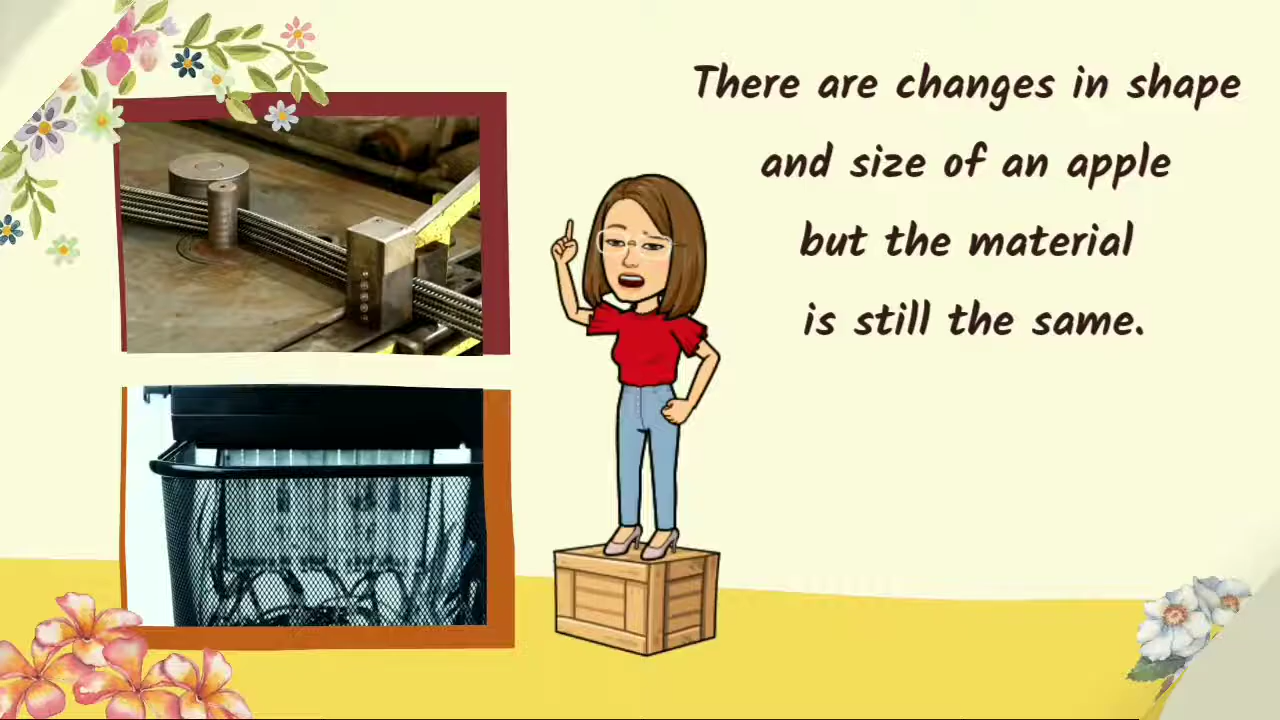 There are changes in shape
and size of an apple
but the material
is still the same.